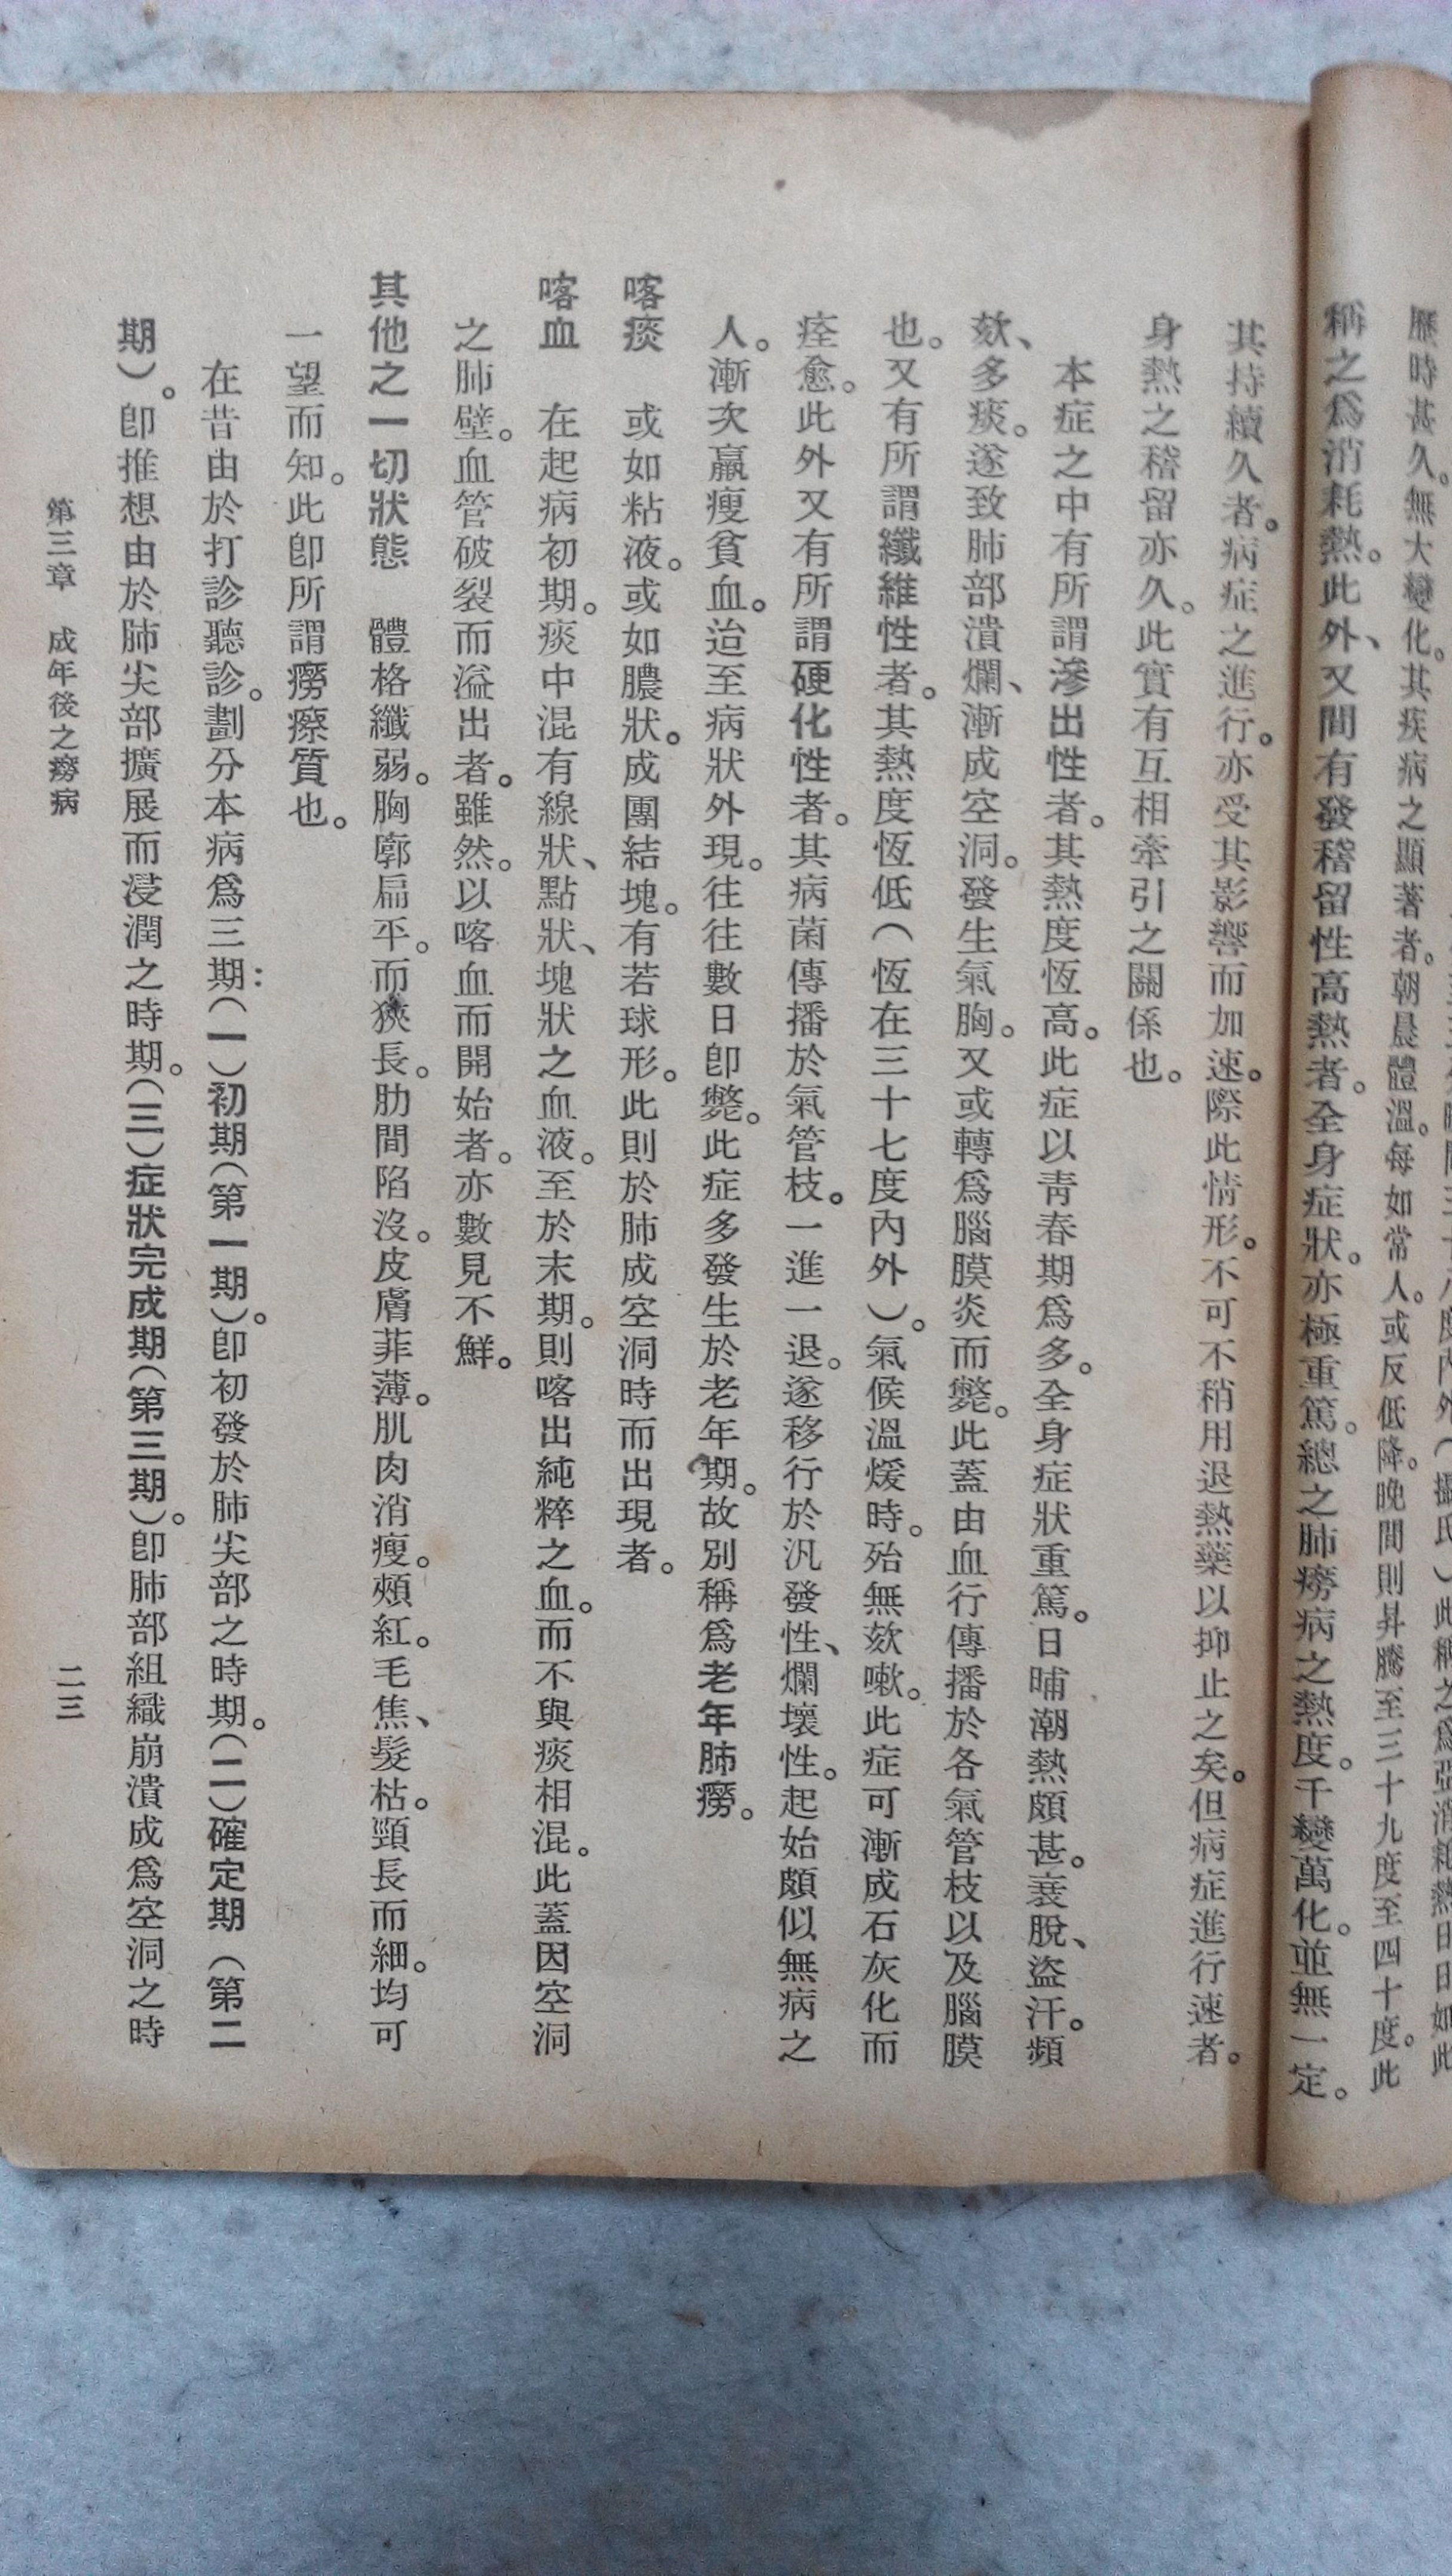 歷時甚久。無大變化。其疾病之顯著者。朝晨體溫。每如常人。或反低降。晚間則昇騰至三十九度至四十度。此
稱之爲消耗熱。此外、又間有發稽留性高熱者。全身症狀。亦極重篤。總之肺癆病之熱度。千變萬化。並無一定。
其持續久者。病症之進行。亦受其影響而加速。際此情形。不可不稍用退熱藥以抑止之矣。但病症進行速者。
身熱之稽留亦久。此實有互相牽引之關係也。
本症之中有所謂滲出性者。其熱度恆高。此症以靑春期爲多。全身症狀重篤。日晡潮熱頗甚。衰脫、盜汗。頻
欬、多痰。遂致肺部潰爛、漸成空洞。發生氣胸。又或轉爲腦膜炎而斃。此蓋由血行傳播於各氣管枝以及腦膜
也。又有所謂纖維性者。其熱度恆低（恆在三十七度內外）。氣候溫煖時。殆無欬嗽。此症可漸成石灰化而
痊愈。此外又有所謂硬化性者。其病菌傳播於氣管枝。一進一退。遂移行於汎發性、爛壞性。起始頗似無病之
人。漸次羸瘦貧血。迨至病狀外現。往往數日卽斃。此症多發生於老年期。故別稱爲老年肺癆。
喀痰　或如粘液。或如膿狀。成團結塊。有若球形。此則於肺成空洞時而出現者。
喀血　在起病初期。痰中混有線狀、點狀、塊狀之血液。至於末期。則喀出純粹之血。而不與痰相混。此蓋因空洞
之肺壁。血管破裂而溢出者。雖然。以喀血而開始者。亦數見不鮮。
其他之一切狀態　體格纖弱。胸廓扁平。而狹長。肋間陷沒。皮膚菲薄。肌肉消瘦。頰紅。毛焦、髮枯。頸長而細。均可
一望而知。此卽所謂癆瘵質也。
在昔由於打診聽診。劃分本病爲三期：（一）初期（第一期）。卽初發於肺尖部之時期。（二）確定期（第二
期）。卽推想由於肺尖部擴展而浸潤之時期。（三）症狀完成期（第三期）。卽肺部組織崩潰成爲空洞之時
第三章　成年後之癆病　二三